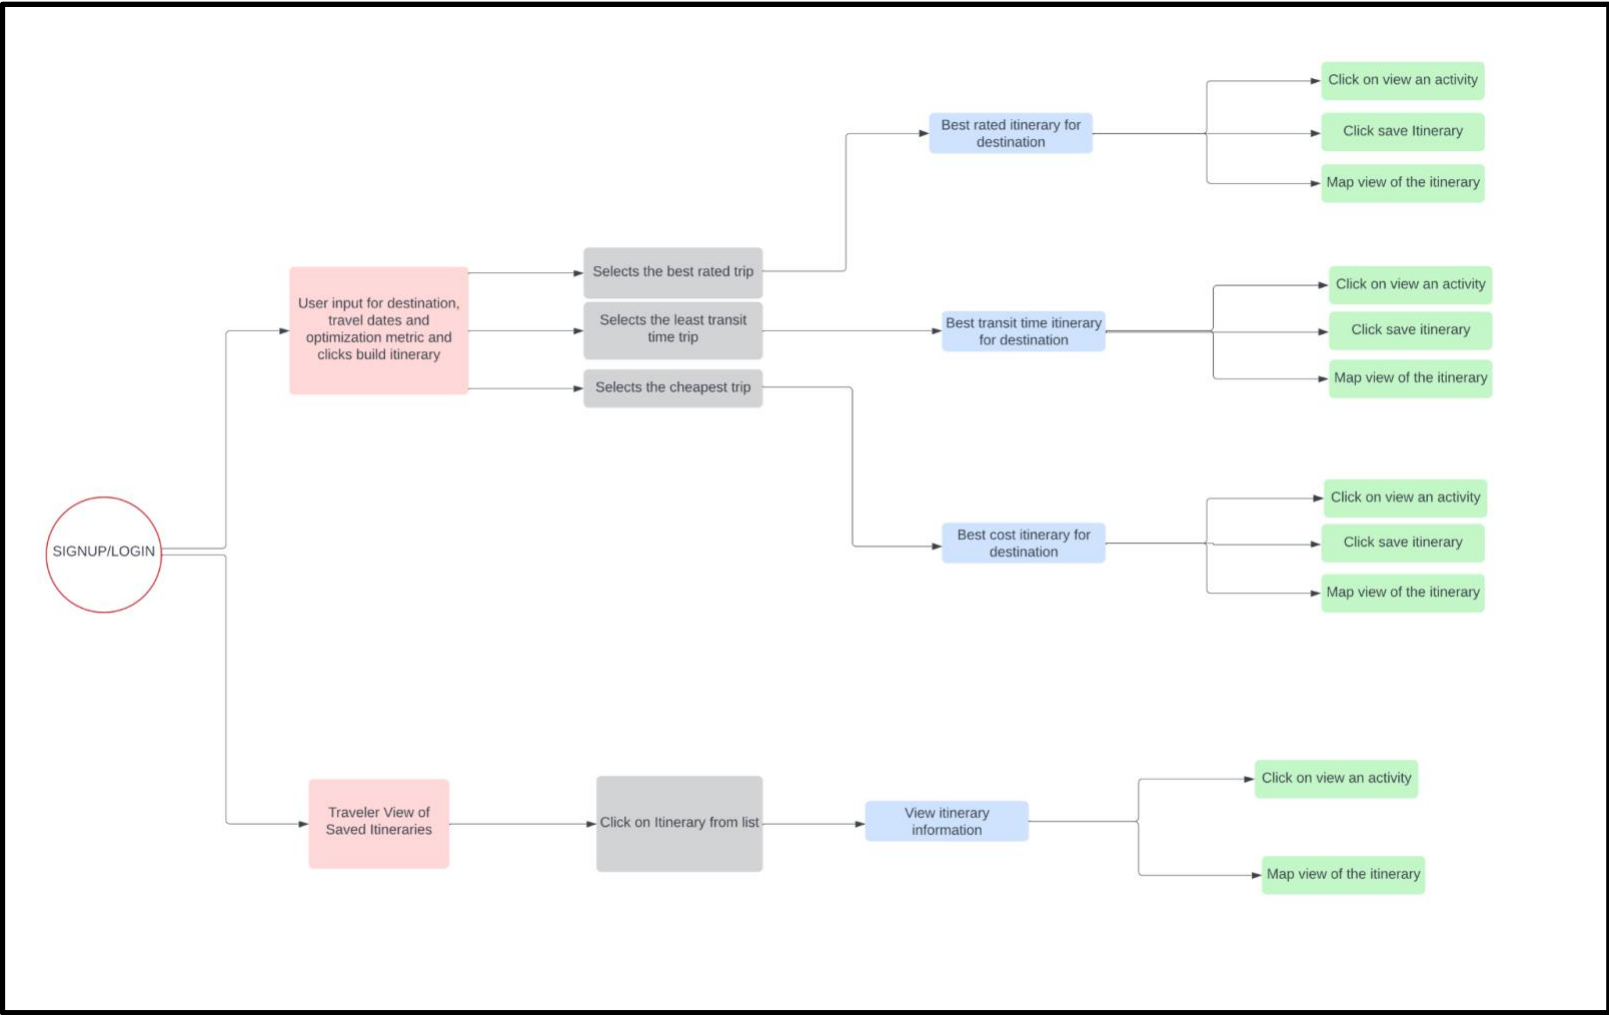 SIGNUP/LOGIN
User input for destination,
travel dates and
optimization metric and
clicks build itinerary
Selects the best rated trip
Selects the least transit
time trip
Selects the cheapest trip
Best rated itinerary for
destination
Click on view an activity
Click save Itinerary
Map view of the itinerary
Best transit time itinerary
for destination
Click on view an activity
Click save itinerary
Map view of the itinerary
Best cost itinerary for
destination
Click on view an activity
Click save itinerary
Map view of the itinerary
Traveler View of
Saved Itineraries
Click on Itinerary from list
View itinerary
information
Click on view an activity
Map view of the itinerary